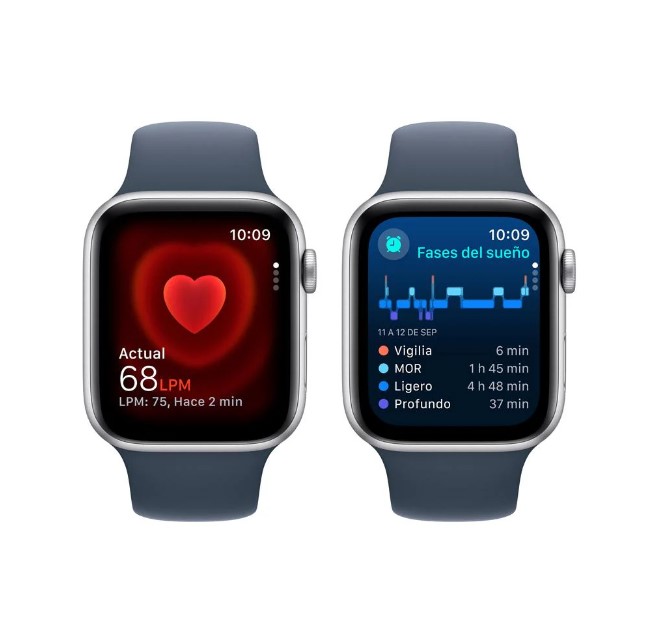 10:09
Actual
68LPM
LPM: 75, Hace 2 min
10:09
Fases del sueño
11 A 12 DE SEP
Vigilia 6 min
MOR 1 h 45 min
Ligero 4 h 48 min
Profundo 37 min